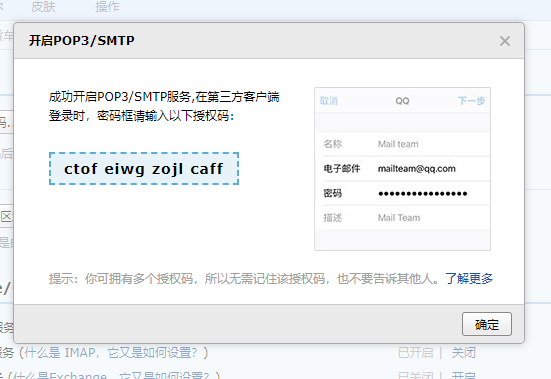 皮肤
操作
开启POP3/SMTP
成功开启POP3/SMTP服务,在第三方客户端
登录时，密码框请输入以下授权码：
ctof eiwg zojl caff
取消 QQ 下一步
名称 Mail team
电子邮件 mailteam@qq.com
密码 ●●●●●●●●●●●●●●●●
描述 Mail Team
提示：你可拥有多个授权码，所以无需记住该授权码，也不要告诉其他人。了解更多
确定
服务 (什么是 IMAP，它又是如何设置？) 已开启 | 关闭
服务 (什么是Exchange，它又是如何设置？) 已关闭 | 开启